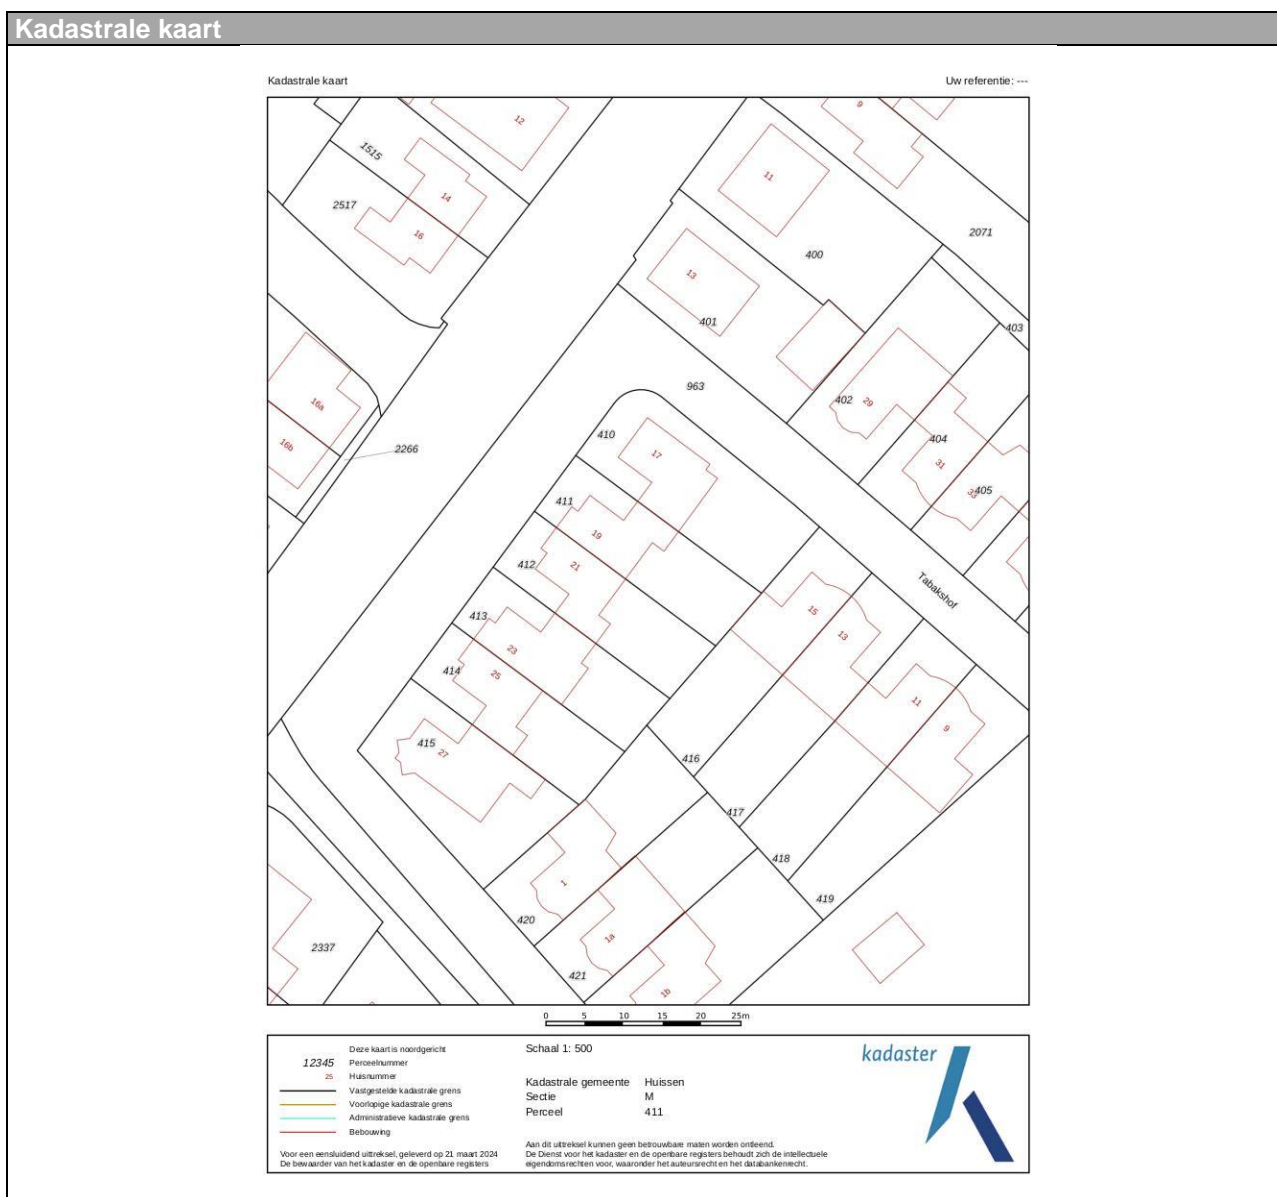 Kadastrale kaart
Kadastrale kaart
Uw referentie: ---
12
9
1515
14
11
2517
16
2071
400
13
401
403
16a
963
402
29
410
404
16b
2266
17
31
405
33
411
19
412
21
Tabakshof
15
413
13
23
414
25
11
415
27
9
416
417
418
1
419
420
1a
2337
421
1b
0 5 10 15 20 25m
Deze kaart is noordgericht
12345 Perceelnummer
25 Huisnummer
Vastgestelde kadastrale grens
Voorlopige kadastrale grens
Administratieve kadastrale grens
Bebouwing
Voor een eensluidend uittreksel, geleverd op 21 maart 2024
De bewaarder van het kadaster en de openbare registers
Schaal 1: 500
Kadastrale gemeente Huissen
Sectie M
Perceel 411
Aan dit uittreksel kunnen geen betrouwbare maten worden ontleend.
De Dienst voor het kadaster en de openbare registers behoudt zich de intellectuele
eigendomsrechten voor, waaronder het auteursrecht en het databankenrecht.
kadaster